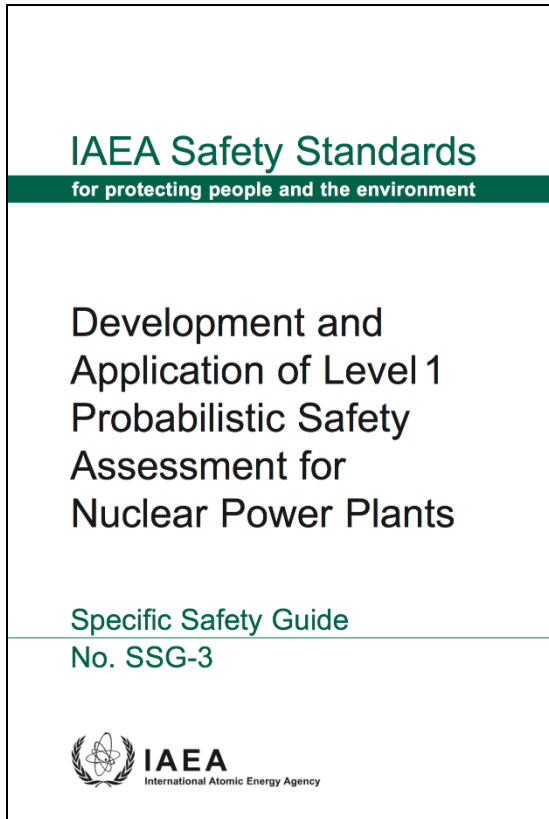 IAEA Safety Standards
for protecting people and the environment
Development and
Application of Level 1
Probabilistic Safety
Assessment for
Nuclear Power Plants
Specific Safety Guide
No. SSG-3
IAEA
International Atomic Energy Agency